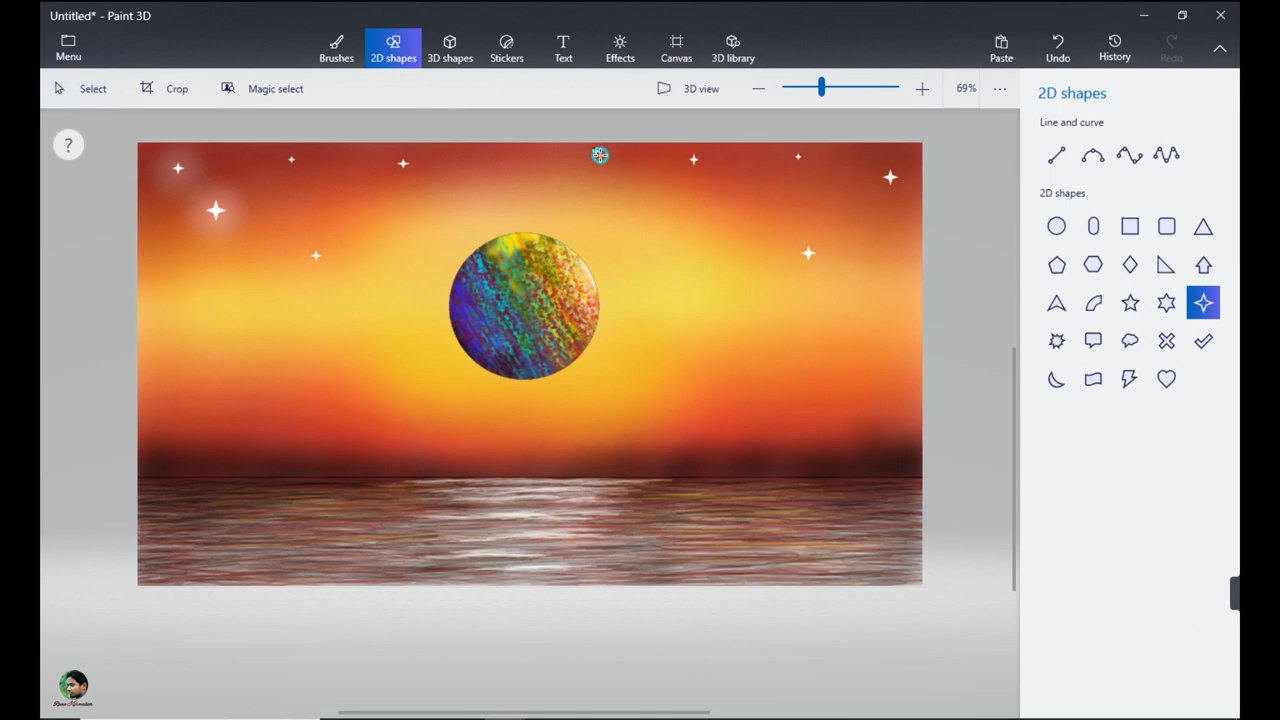 Untitled* - Paint 3D
Menu
Brushes
2D shapes
3D shapes
Stickers
Text
Effects
Canvas
3D library
Paste
Undo
History
Redo
Select
Crop
Magic select
3D view
69%
2D shapes
Line and curve
2D shapes
?